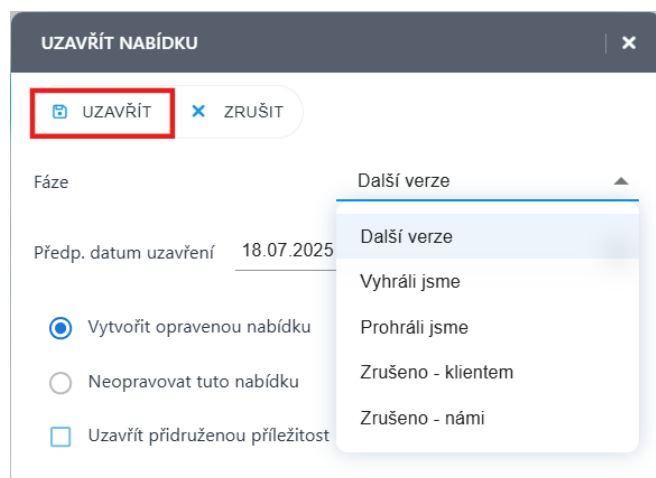 UZAVŘÍT NABÍDKU
UZAVŘÍT ZRUŠIT
Fáze Další verze
Další verze
Předp. datum uzavření 18.07.2025
Vyhráli jsme
Vytvořit opravenou nabídku
Prohráli jsme
Neopravovat tuto nabídku
Zrušeno - klientem
Uzavřít přidruženou příležitost
Zrušeno - námi